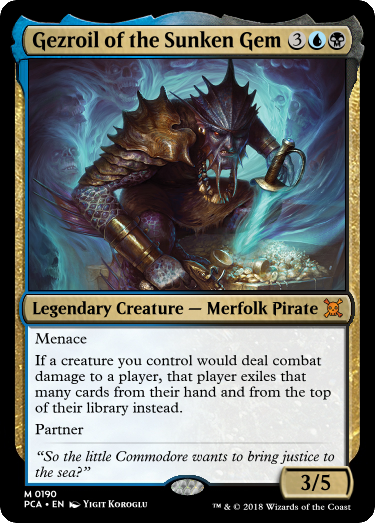 Gezroil of the Sunken Gem 3
Legendary Creature — Merfolk Pirate
Menace
If a creature you control would deal combat
damage to a player, that player exiles that
many cards from their hand and from the top
of their library instead.
Partner
“So the little Commodore wants to bring justice to
the sea?”
3/5
M 0190
PCA • EN YIGIT KOROGLU
™ & © 2018 Wizards of the Coast